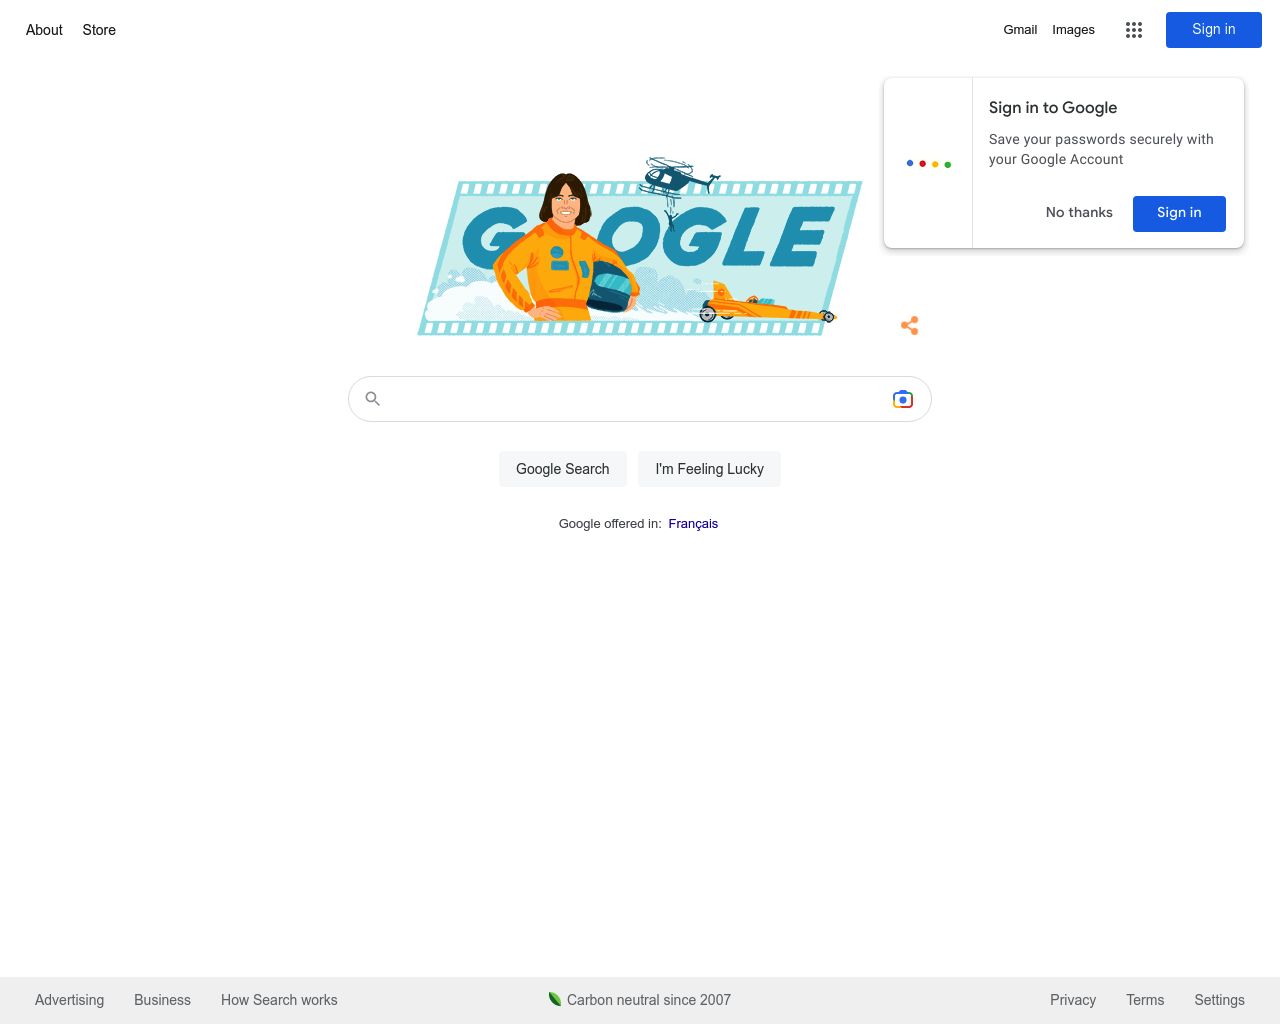 About Store
Gmail Images
Sign in
Sign in to Google
Save your passwords securely with
your Google Account
No thanks Sign in
GOOGLE
Google Search I'm Feeling Lucky
Google offered in: Français
Advertising Business How Search works
Carbon neutral since 2007
Privacy Terms Settings